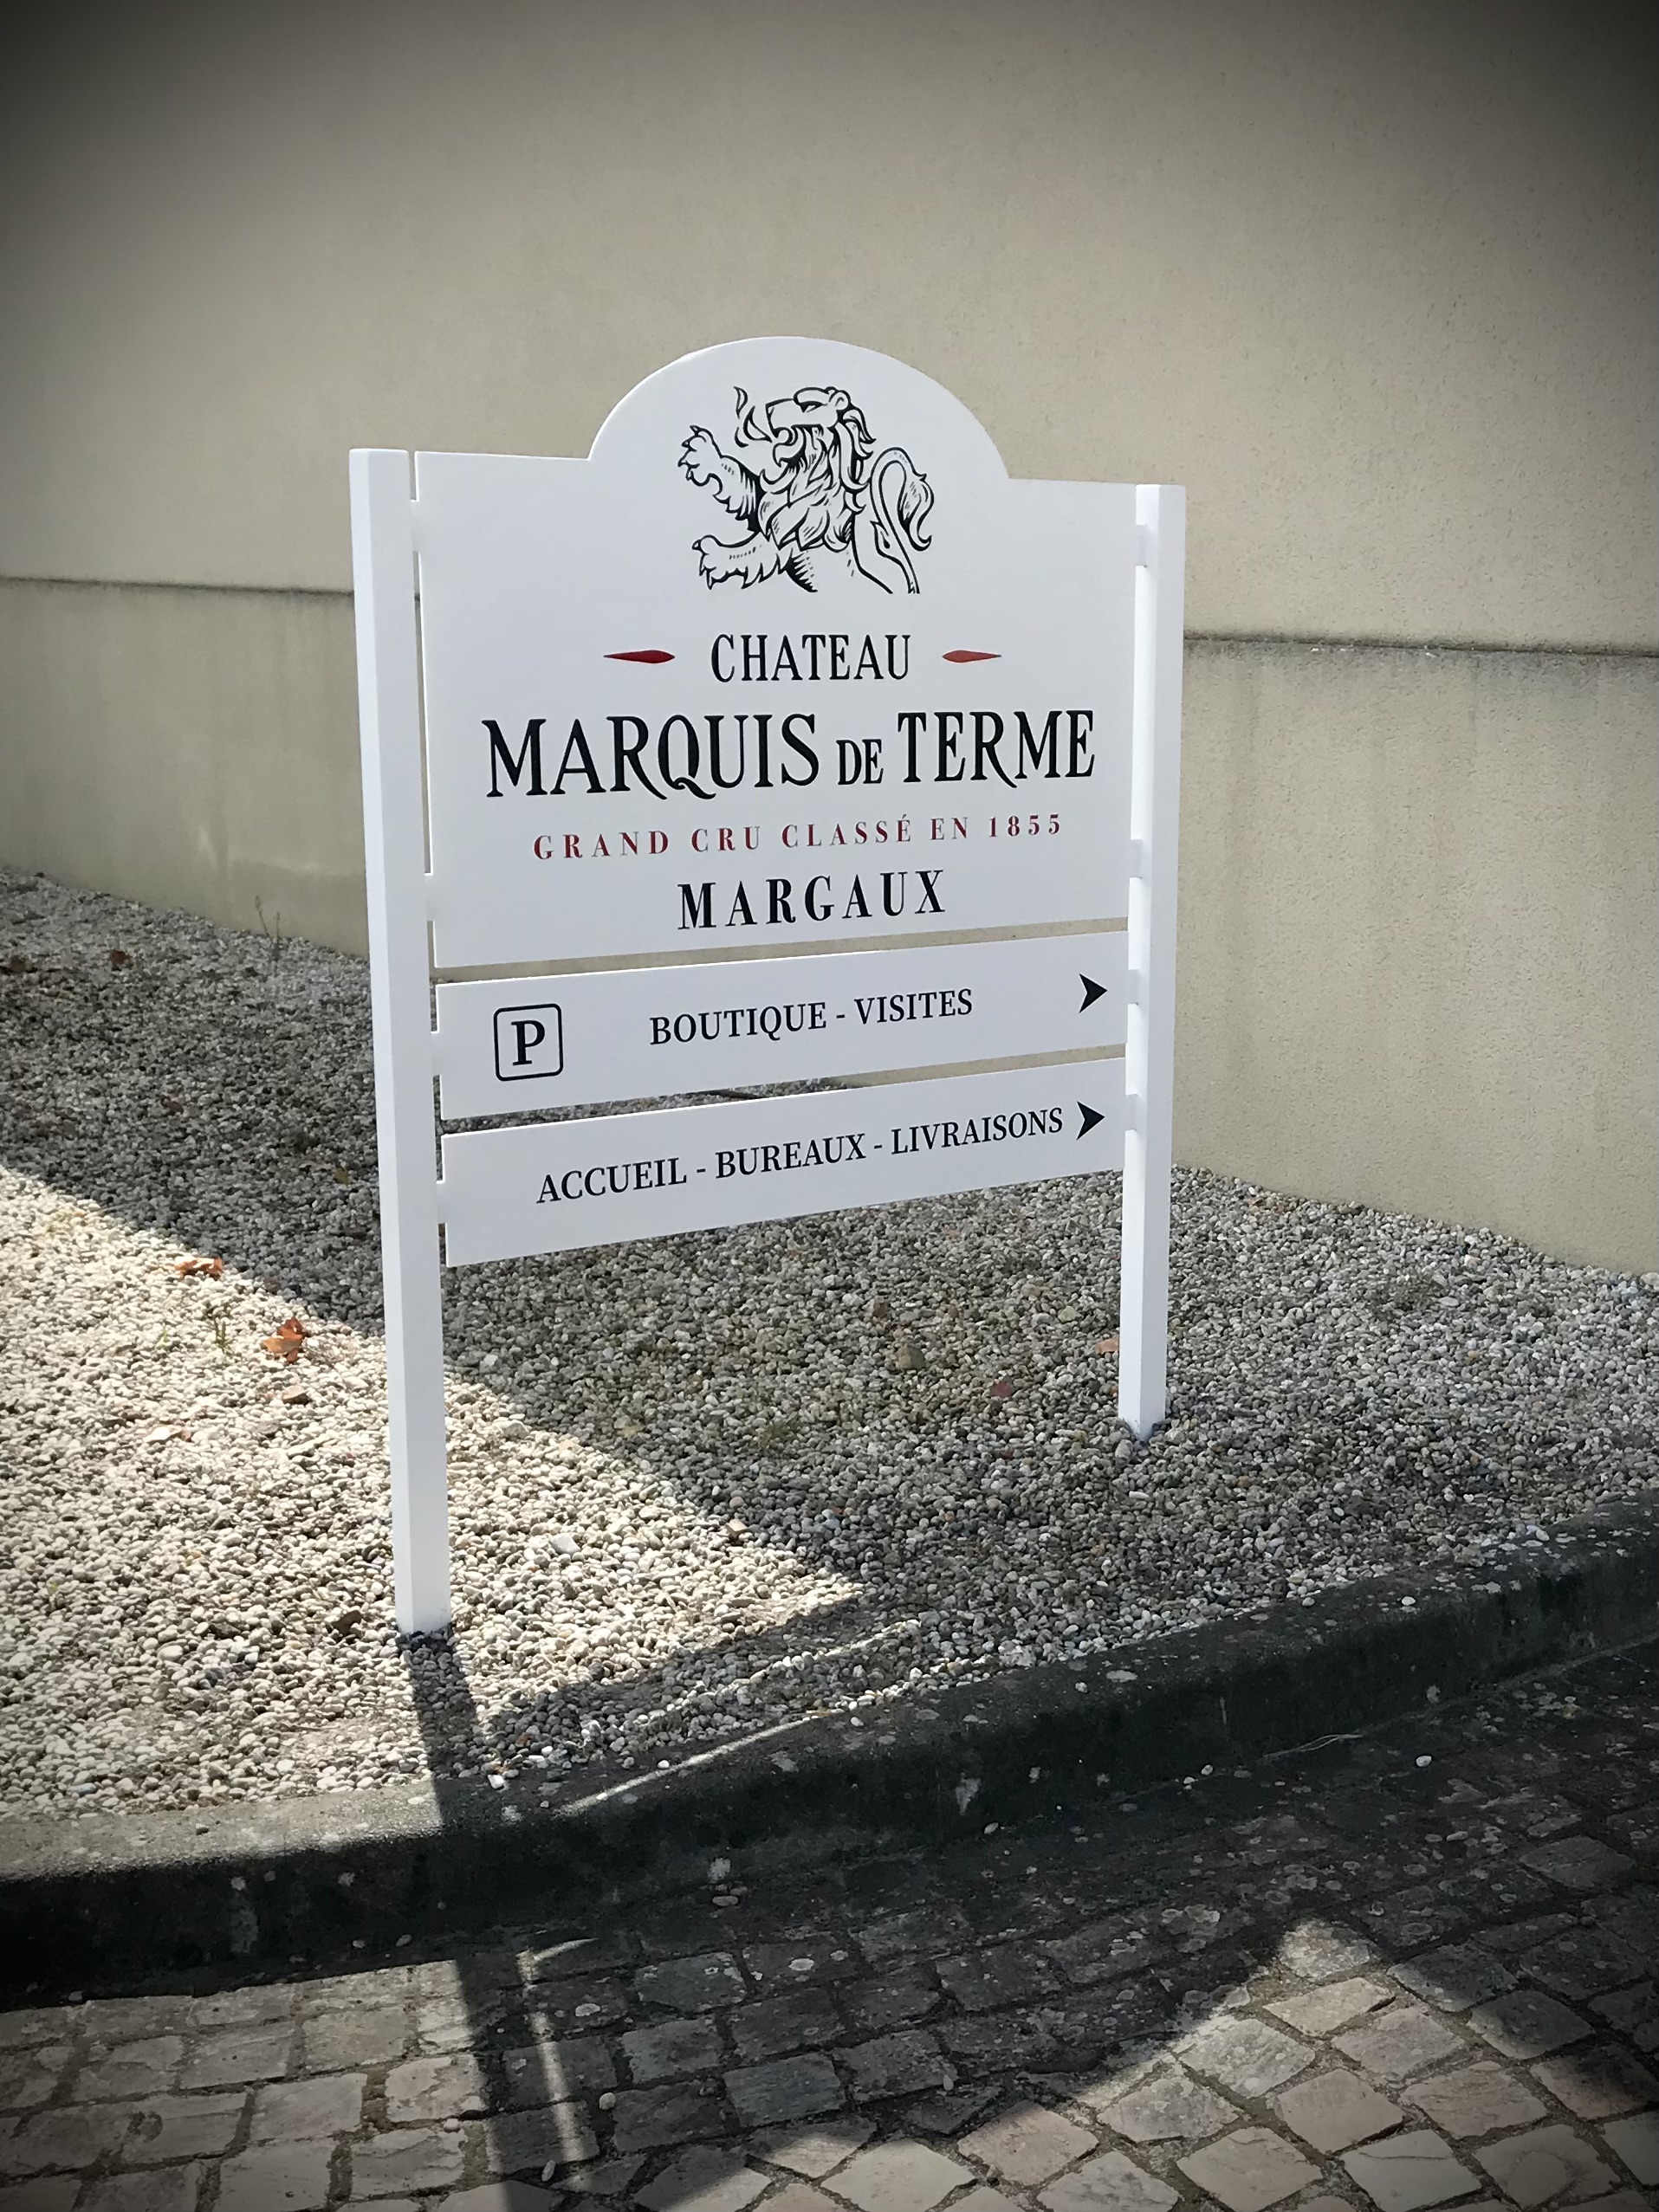 CHATEAU
MARQUIS DE TERME
GRAND CRU CLASSÉ EN 1855
MARGAUX
P BOUTIQUE - VISITES
ACCUEIL - BUREAUX - LIVRAISONS